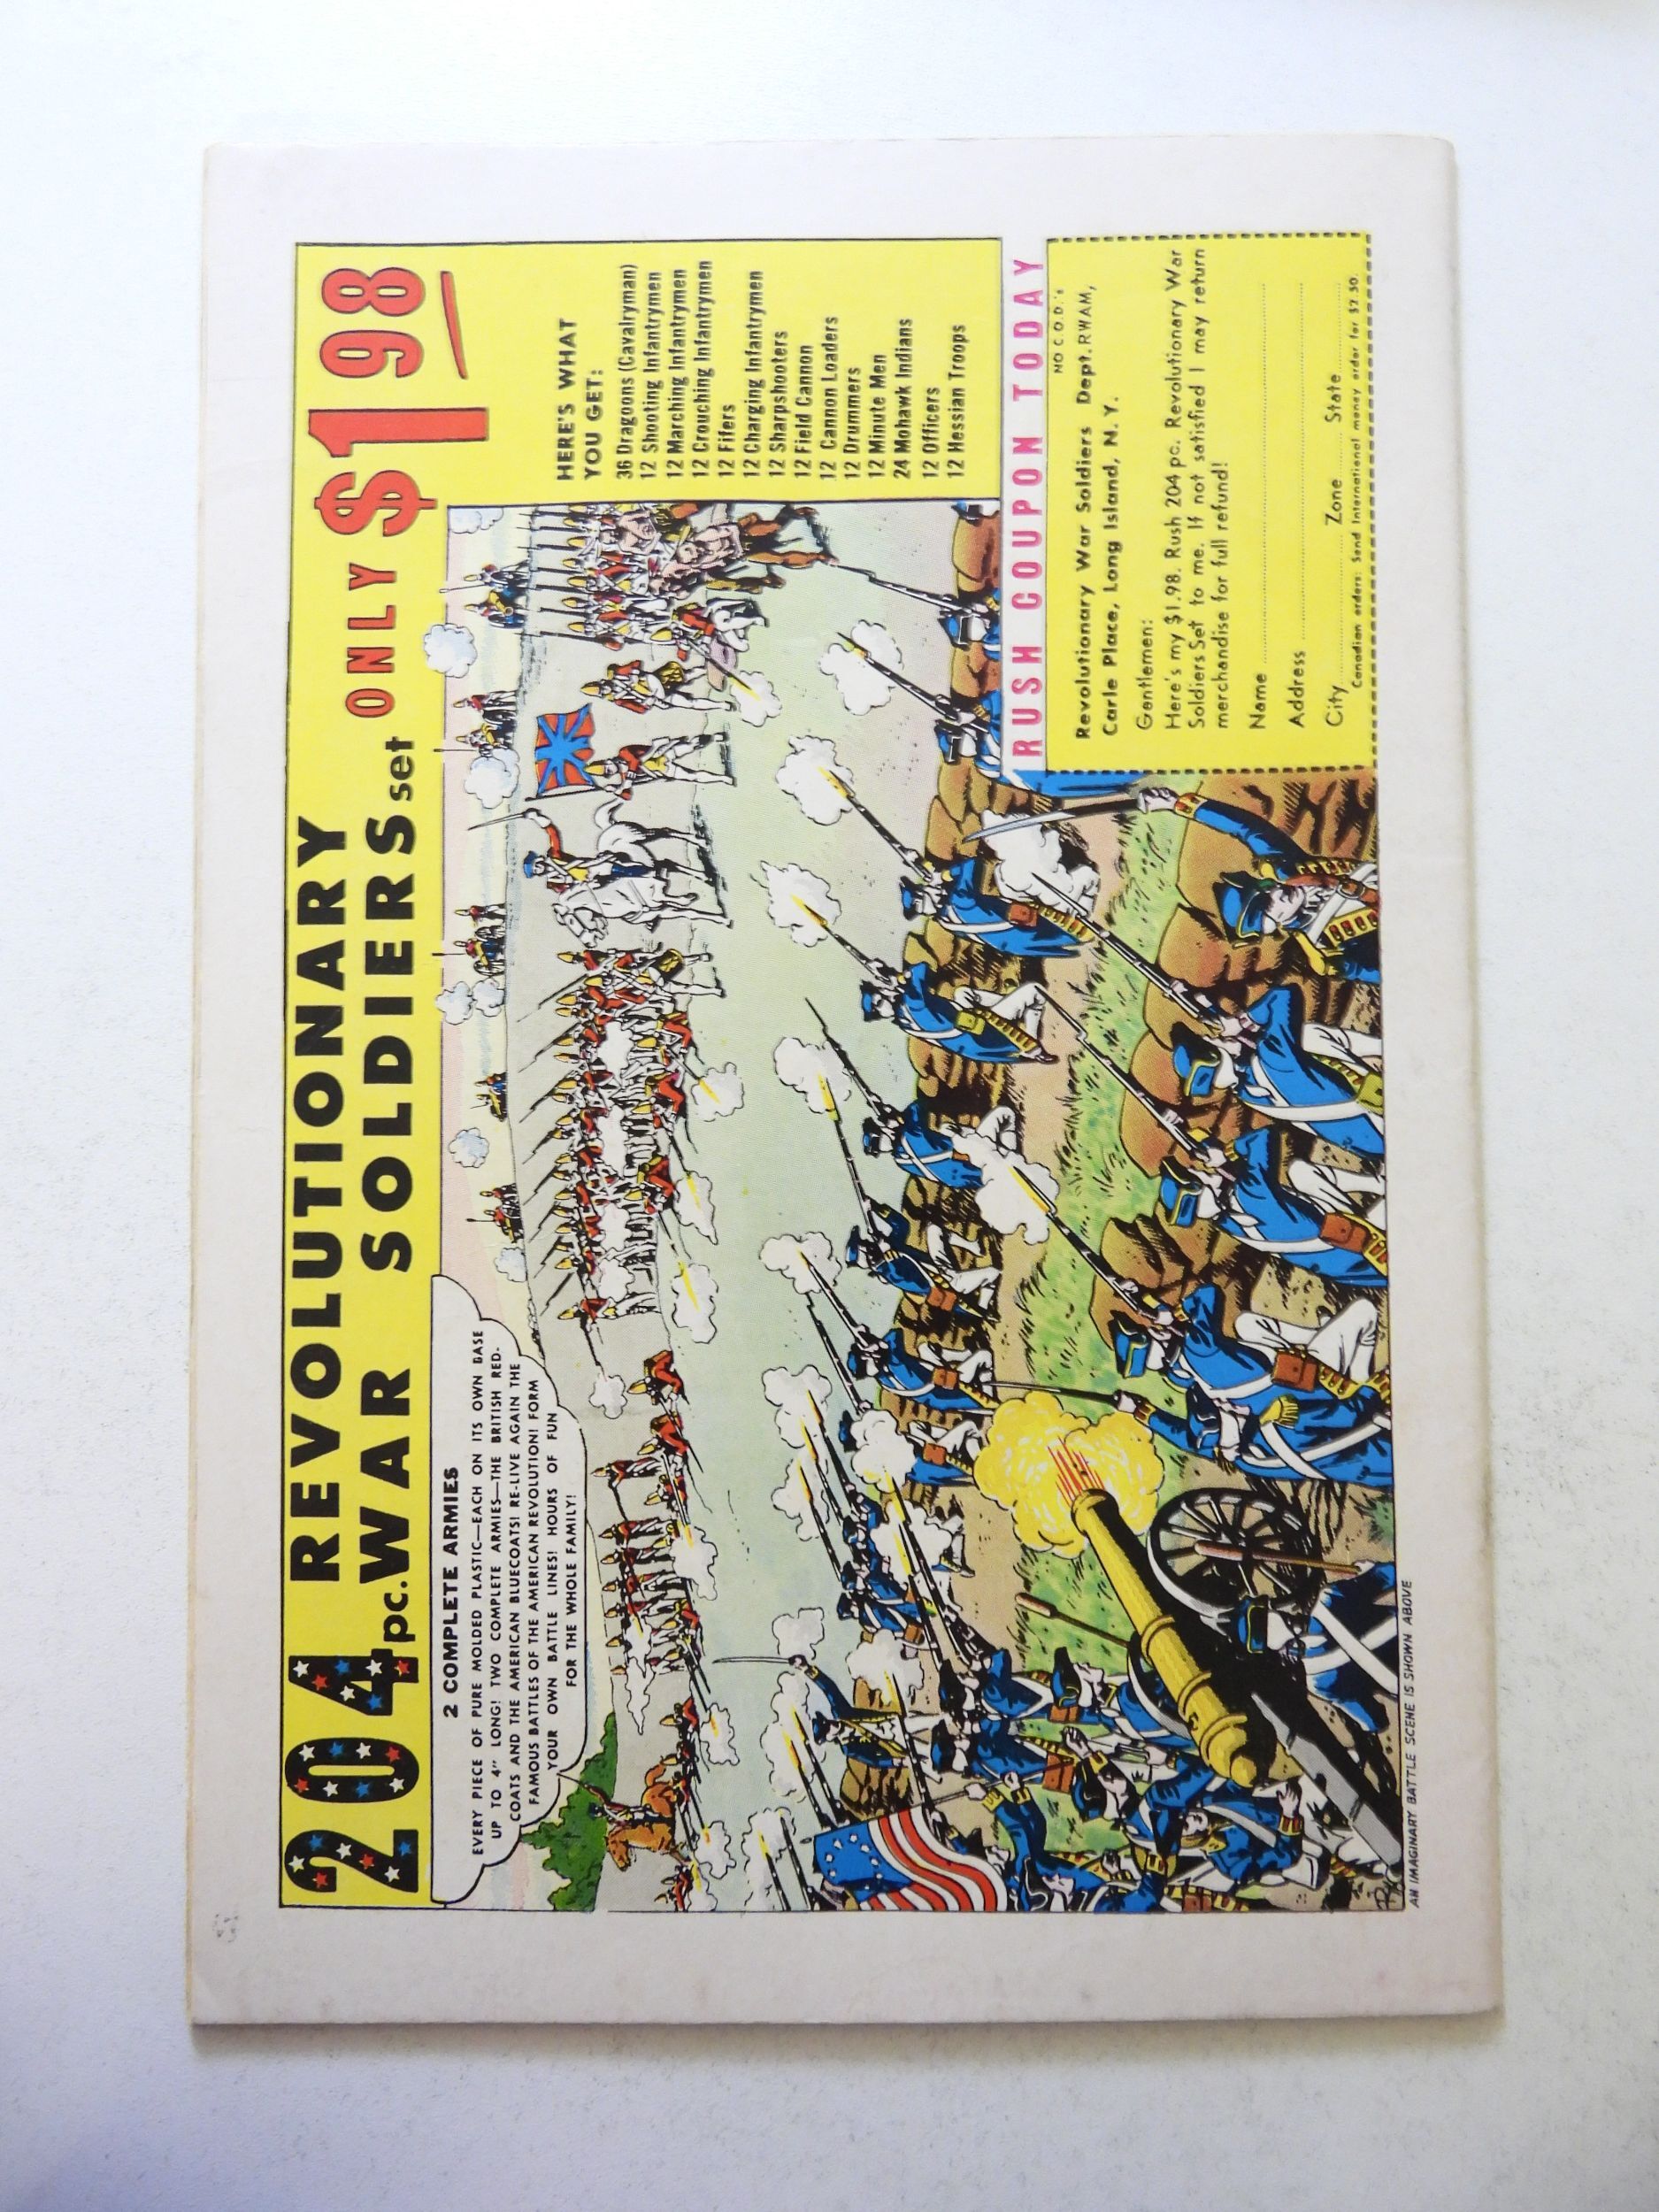 204 REVOLUTIONARY
pc. WAR SOLDIERS set ONLY $1 98
2 COMPLETE ARMIES
EVERY PIECE OF PURE MOLDED PLASTIC—EACH ON ITS OWN BASE
UP TO 4" LONG! TWO COMPLETE ARMIES—THE BRITISH RED-
COATS AND THE AMERICAN BLUECOATS! RE-LIVE AGAIN THE
FAMOUS BATTLES OF THE AMERICAN REVOLUTION! FORM
YOUR OWN BATTLE LINES! HOURS OF FUN
FOR THE WHOLE FAMILY!
HERE'S WHAT
YOU GET:
36 Dragoons (Cavalryman)
12 Shooting Infantrymen
12 Marching Infantrymen
12 Crouching Infantrymen
12 Fifers
12 Charging Infantrymen
12 Sharpshooters
12 Field Cannon
12 Cannon Loaders
12 Drummers
12 Minute Men
24 Mohawk Indians
12 Officers
12 Hessian Troops
RUSH COUPON TODAY
NO C.O.D.'s
Revolutionary War Soldiers Dept. RWAM,
Carle Place, Long Island, N. Y.
Gentlemen:
Here's my $1.98. Rush 204 pc. Revolutionary War
Soldiers Set to me. If not satisfied I may return
merchandise for full refund!
Name
Address
City Zone State
Canadian orders: Send International money order for $2.50.
AN IMAGINARY BATTLE SCENE IS SHOWN ABOVE